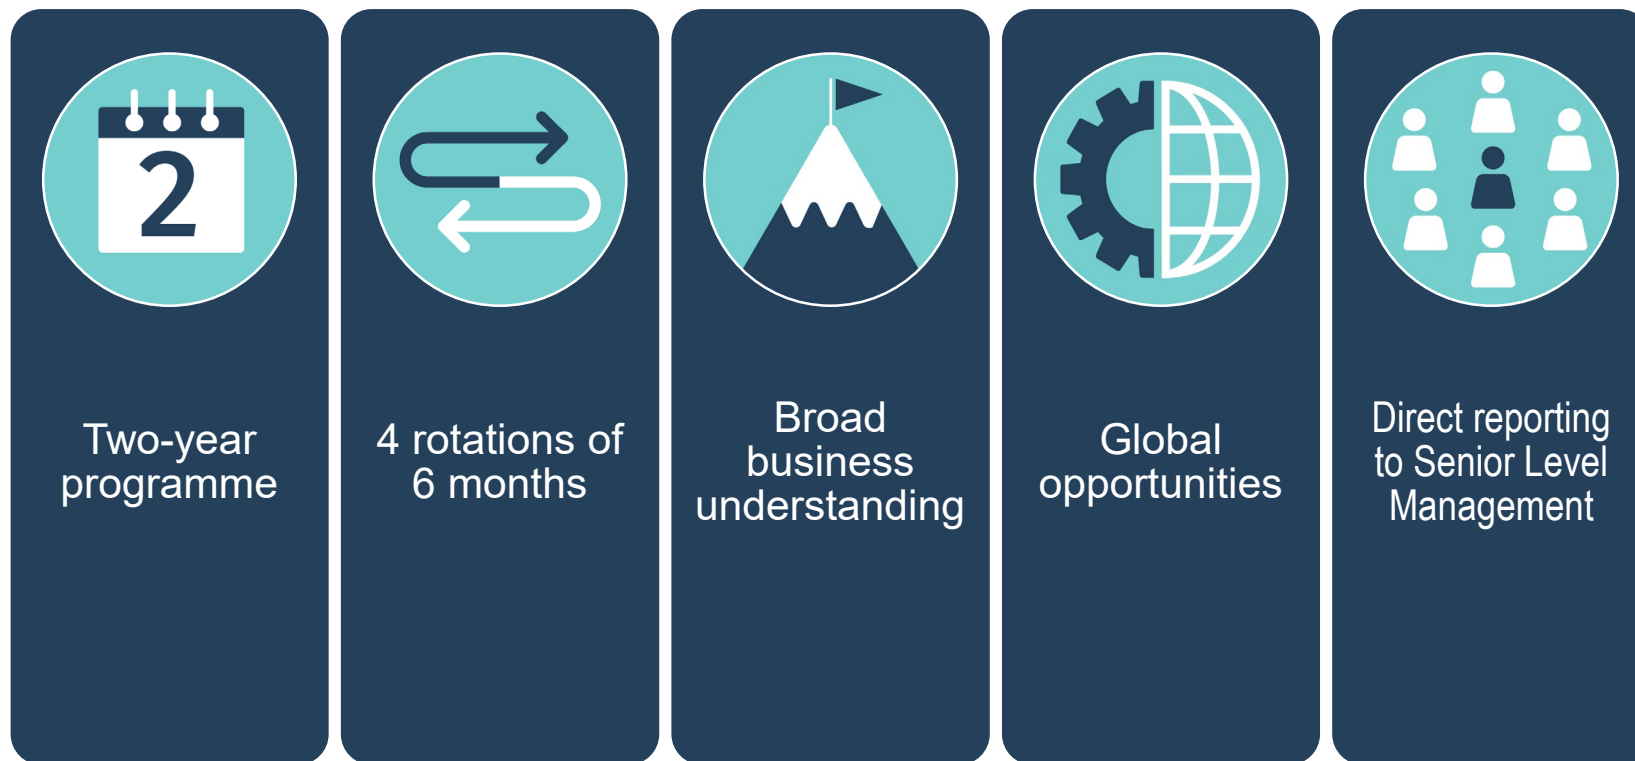 2
Two-year
programme
4 rotations of
6 months
Broad
business
understanding
Global
opportunities
Direct reporting
to Senior Level
Management